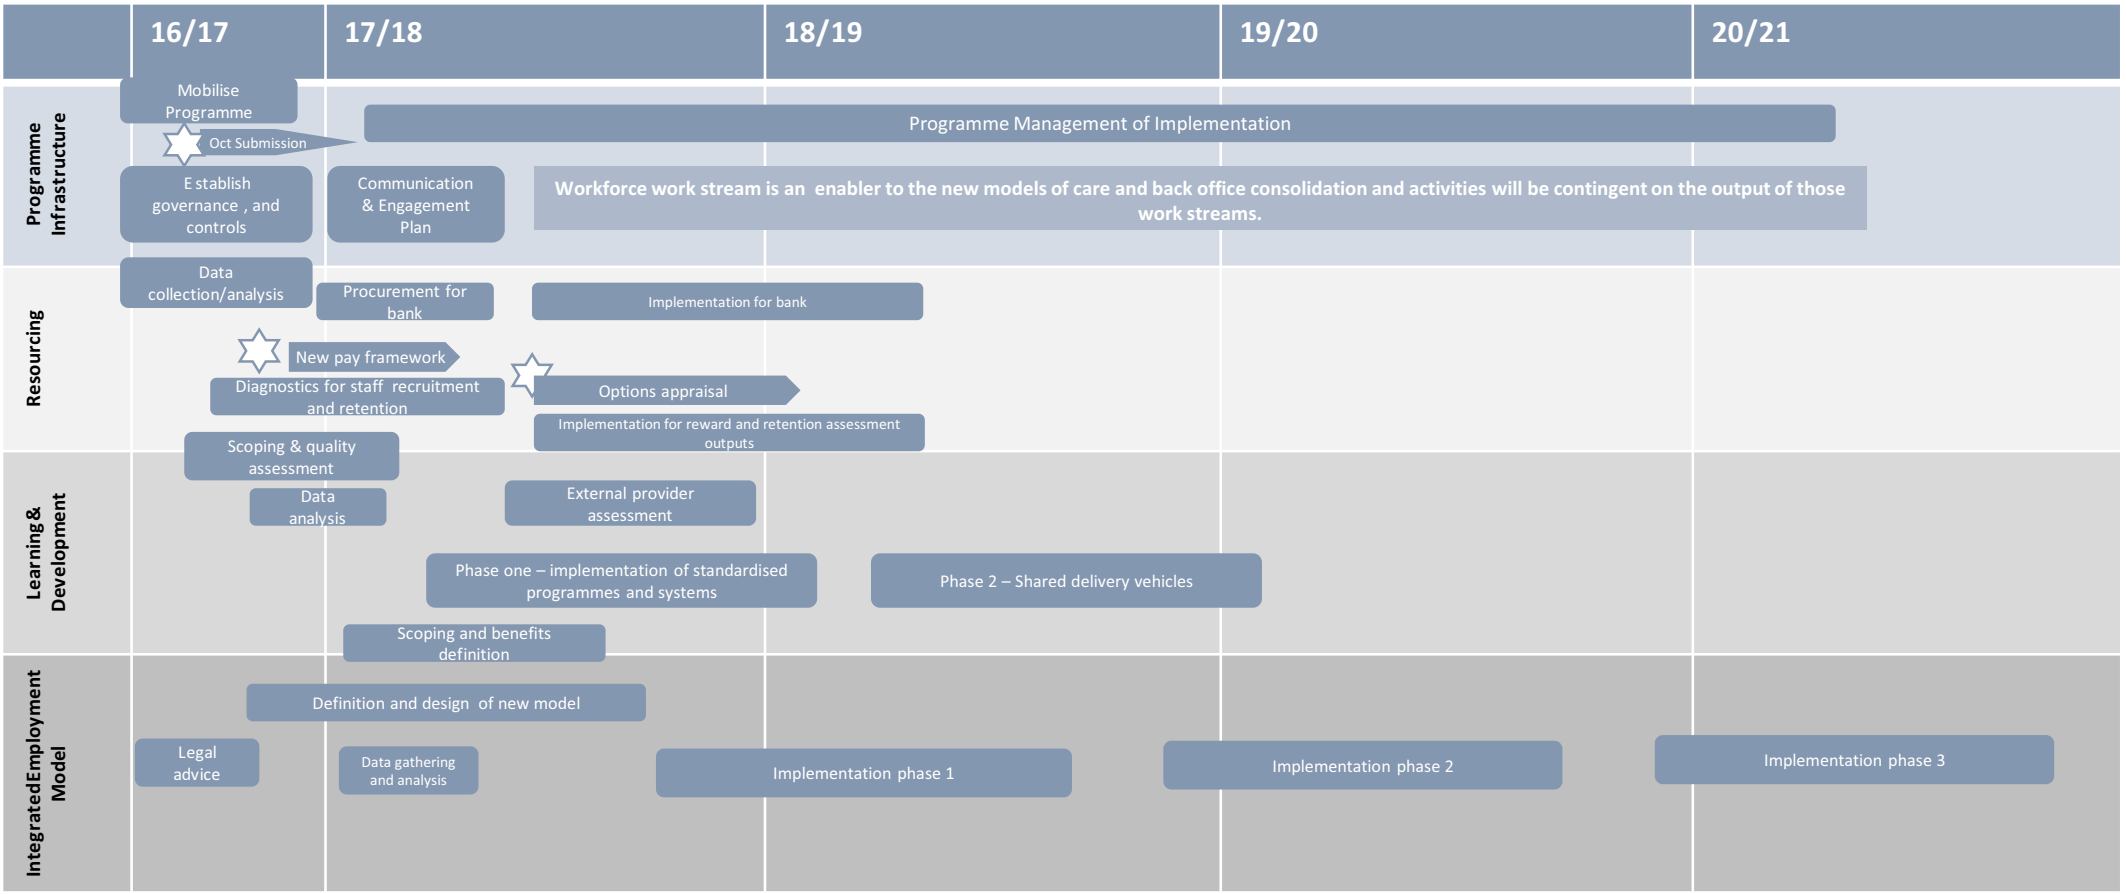 16/17
17/18
18/19
19/20
20/21
Programme
Infrastructure
Mobilise
Programme
Programme Management of Implementation
Oct Submission
Establish
governance , and
controls
Communication
& Engagement
Plan
Workforce work stream is an enabler to the new models of care and back office consolidation and activities will be contingent on the output of those
work streams.
Resourcing
Data
collection/analysis
Procurement for
bank
Implementation for bank
New pay framework
Diagnostics for staff recruitment
and retention
Options appraisal
Implementation for reward and retention assessment
outputs
Learning &
Development
Scoping & quality
assessment
Data
analysis
External provider
assessment
Phase one – implementation of standardised
programmes and systems
Phase 2 – Shared delivery vehicles
Scoping and benefits
definition
Integrated Employment
Model
Definition and design of new model
Legal
advice
Data gathering
and analysis
Implementation phase 1
Implementation phase 2
Implementation phase 3